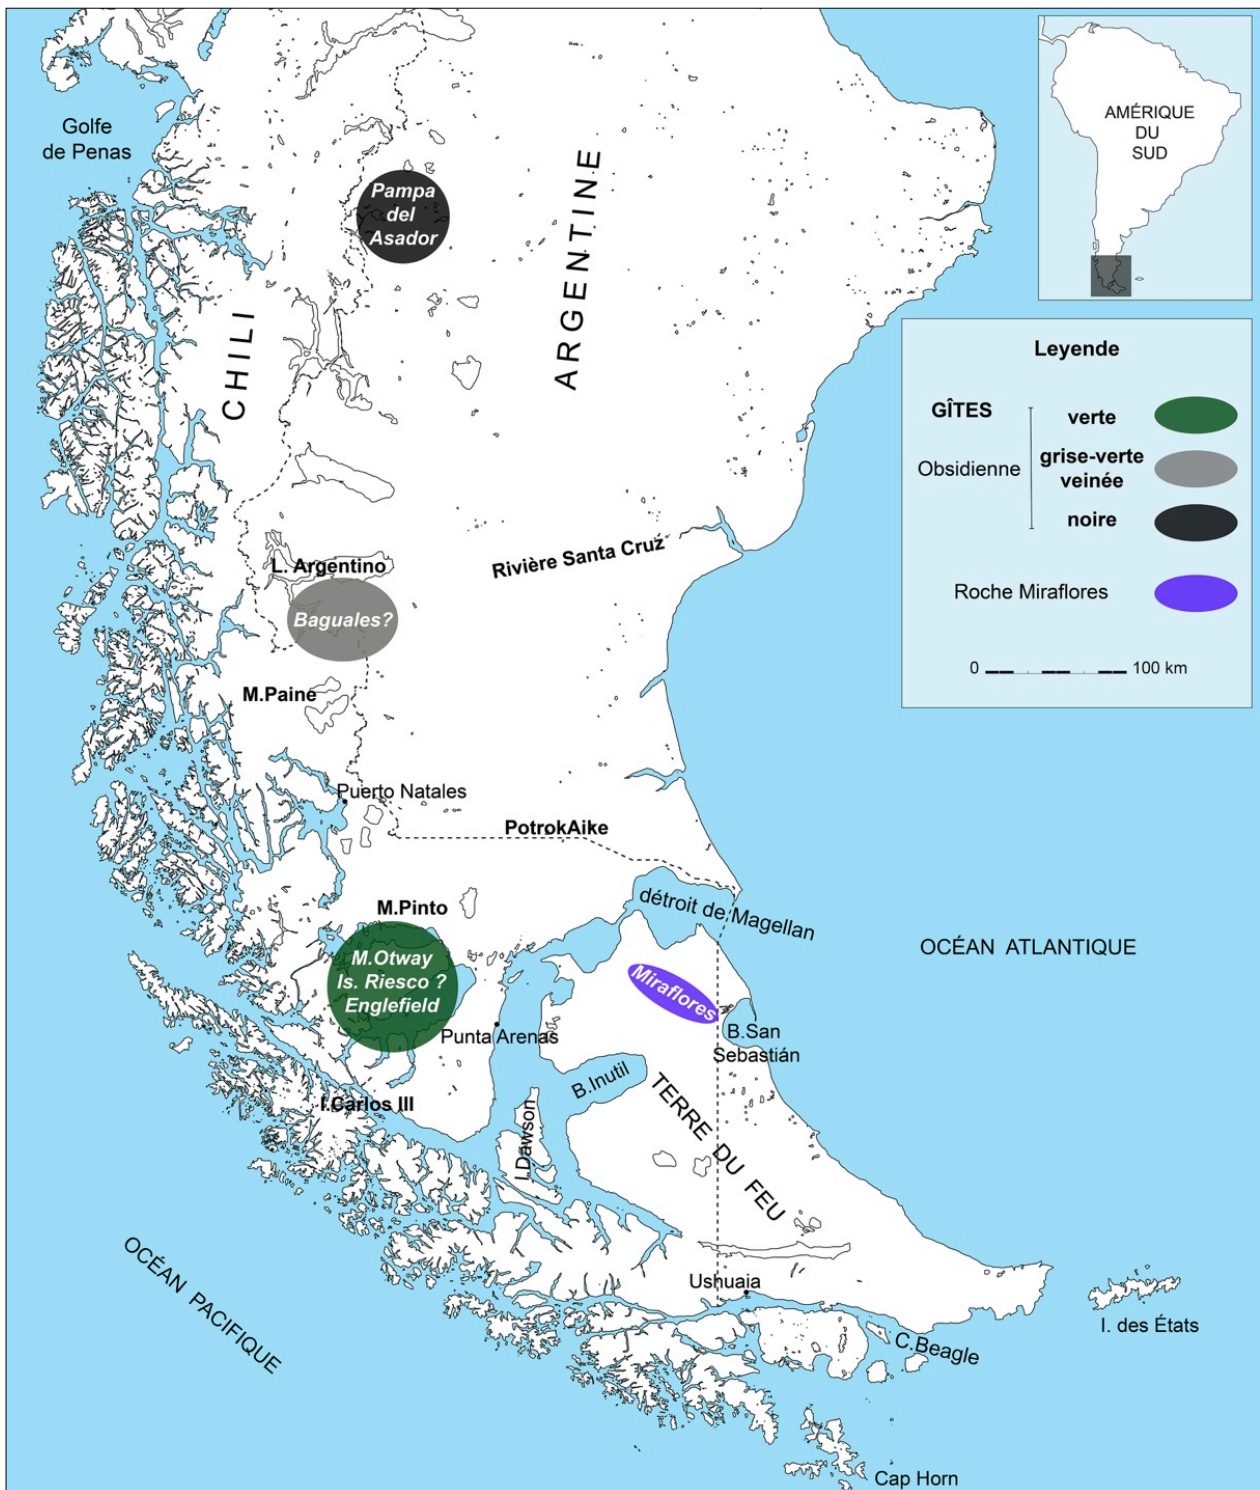 Golfe
de Penas
Pampa
del
Asador
CHILI
ARGENTINE
AMÉRIQUE
DU
SUD
Leyende
GÎTES
verte
Obsidienne
grise-verte
veinée
noire
Roche Miraflores
0
100 km
L. Argentino
Rivière Santa Cruz
Baguales?
M.Paine
Puerto Natales
PotrokAike
M.Pinto
détroit de Magellan
M.Otway
Is. Riesco ?
Englefield
OCÉAN ATLANTIQUE
Miraflores
Punta Arenas
B.San
Sebastián
B.Inutil
I.Carlos III
I.Dawson
TERRE DU FEU
OCÉAN PACIFIQUE
Ushuaia
I. des États
C.Beagle
Cap Horn